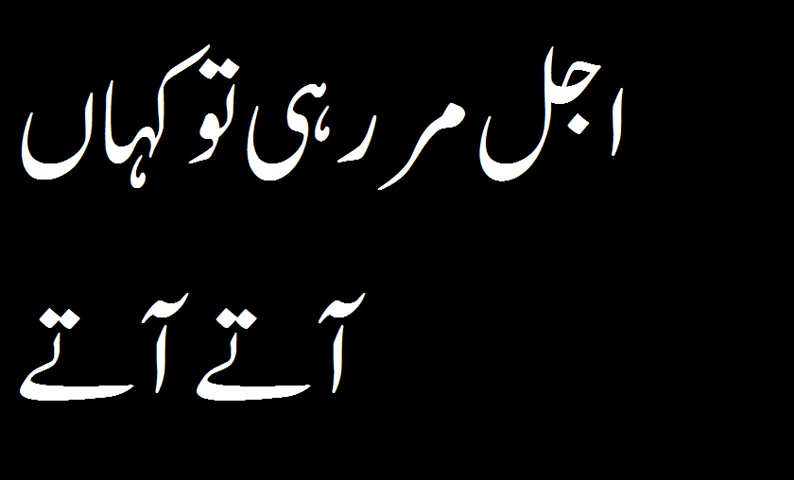 اجل مر رہی تو کہاں
آتے آتے